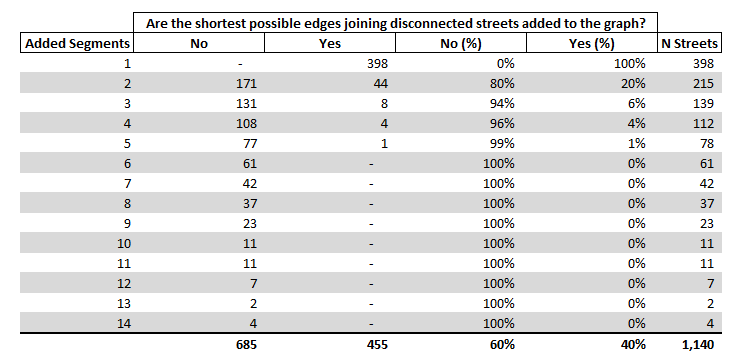 Are the shortest possible edges joining disconnected streets added to the graph?
Added Segments No Yes No (%) Yes (%) N Streets
1 - 398 0% 100% 398
2 171 44 80% 20% 215
3 131 8 94% 6% 139
4 108 4 96% 4% 112
5 77 1 99% 1% 78
6 61 - 100% 0% 61
7 42 - 100% 0% 42
8 37 - 100% 0% 37
9 23 - 100% 0% 23
10 11 - 100% 0% 11
11 11 - 100% 0% 11
12 7 - 100% 0% 7
13 2 - 100% 0% 2
14 4 - 100% 0% 4
685 455 60% 40% 1,140